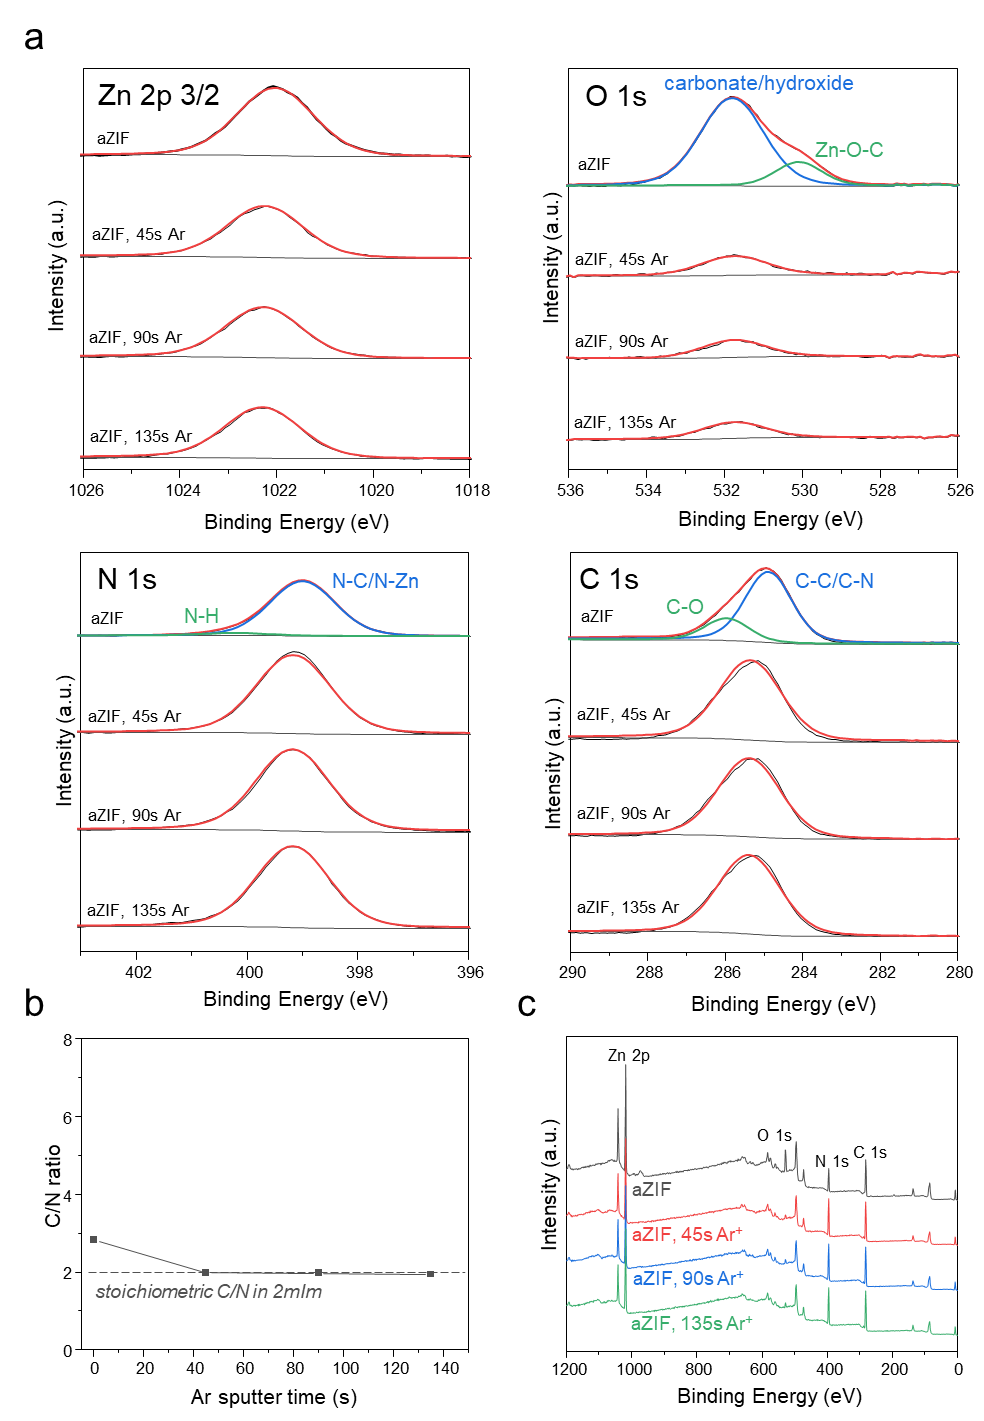 a
Zn 2p 3/2
aZIF
aZIF, 45s Ar
aZIF, 90s Ar
aZIF, 135s Ar
Intensity (a.u.)
1026 1024 1022 1020 1018
Binding Energy (eV)
O 1s
carbonate/hydroxide
Zn-O-C
aZIF
aZIF, 45s Ar
aZIF, 90s Ar
aZIF, 135s Ar
Intensity (a.u.)
536 534 532 530 528 526
Binding Energy (eV)
N 1s
N-C/N-Zn
N-H
aZIF
aZIF, 45s Ar
aZIF, 90s Ar
aZIF, 135s Ar
Intensity (a.u.)
402 400 398 396
Binding Energy (eV)
C 1s
C-C/C-N
C-O
aZIF
aZIF, 45s Ar
aZIF, 90s Ar
aZIF, 135s Ar
Intensity (a.u.)
290 288 286 284 282 280
Binding Energy (eV)
b
8
6
4
2
0
C/N ratio
stoichiometric C/N in 2mIm
0 20 40 60 80 100 120 140
Ar sputter time (s)
c
Zn 2p
O 1s
N 1s
C 1s
aZIF
aZIF, 45s Ar⁺
aZIF, 90s Ar⁺
aZIF, 135s Ar⁺
Intensity (a.u.)
1200 1000 800 600 400 200 0
Binding Energy (eV)